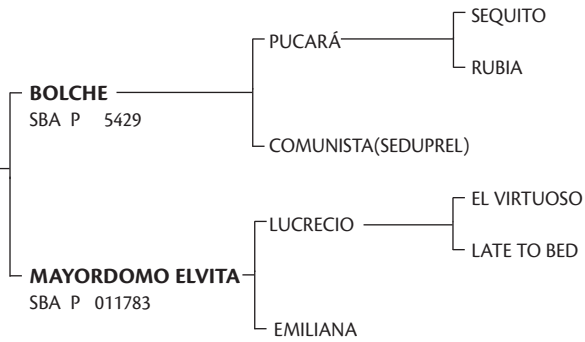 SEQUITO
PUCARÁ
RUBIA
BOLCHE
SBA P 5429
COMUNISTA(SEDUPREL)
EL VIRTUOSO
LUCRECIO
LATE TO BED
MAYORDOMO ELVITA
SBA P 011783
EMILIANA